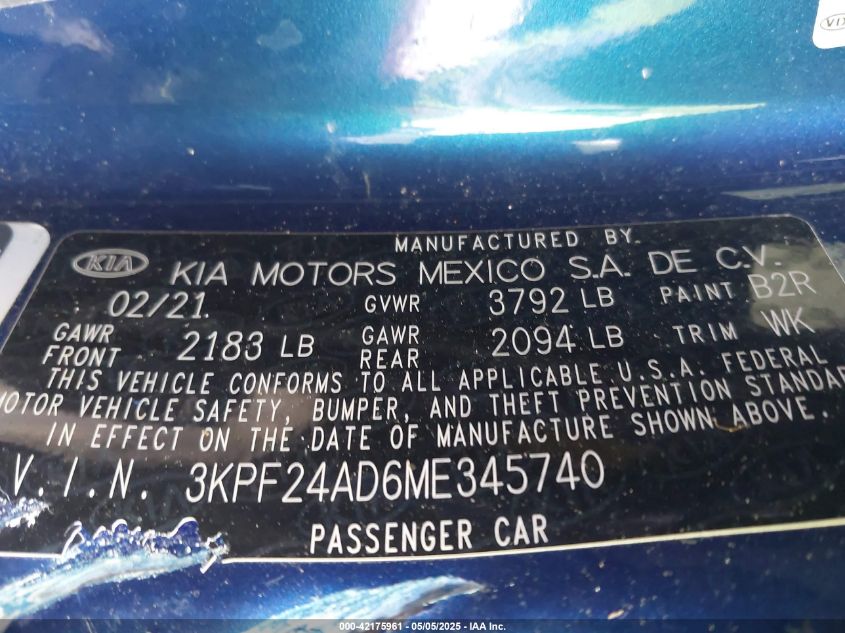 VIX
MANUFACTURED BY
KIA KIA MOTORS MEXICO S.A. DE C.V.
02/21. GVWR 3792 LB PAINT B2R
GAWR FRONT 2183 LB GAWR REAR 2094 LB TRIM WK
THIS VEHICLE CONFORMS TO ALL APPLICABLE U.S.A. FEDERAL
MOTOR VEHICLE SAFETY, BUMPER, AND THEFT PREVENTION STANDAR
IN EFFECT ON THE DATE OF MANUFACTURE SHOWN ABOVE.
V.I.N. 3KPF24AD6ME345740
PASSENGER CAR
000-42175961 - 05/05/2025 - IAA Inc.